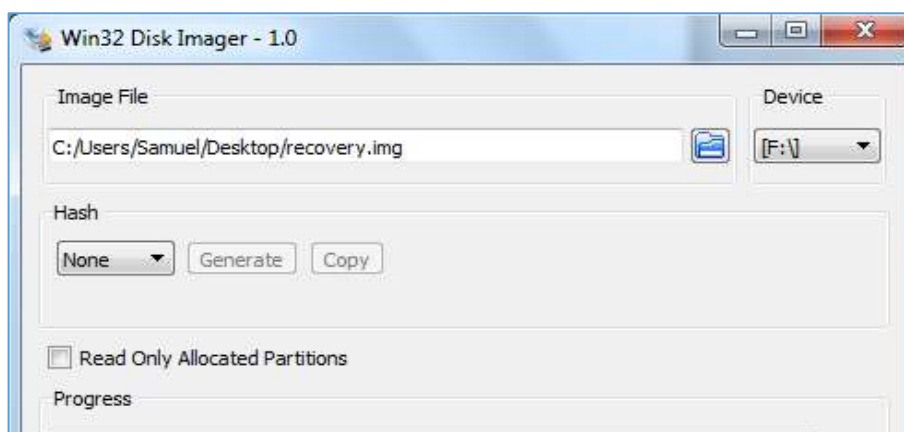 Win32 Disk Imager - 1.0
Image File
Device
C:/Users/Samuel/Desktop/recovery.img
[F:\]
Hash
None
Generate
Copy
Read Only Allocated Partitions
Progress